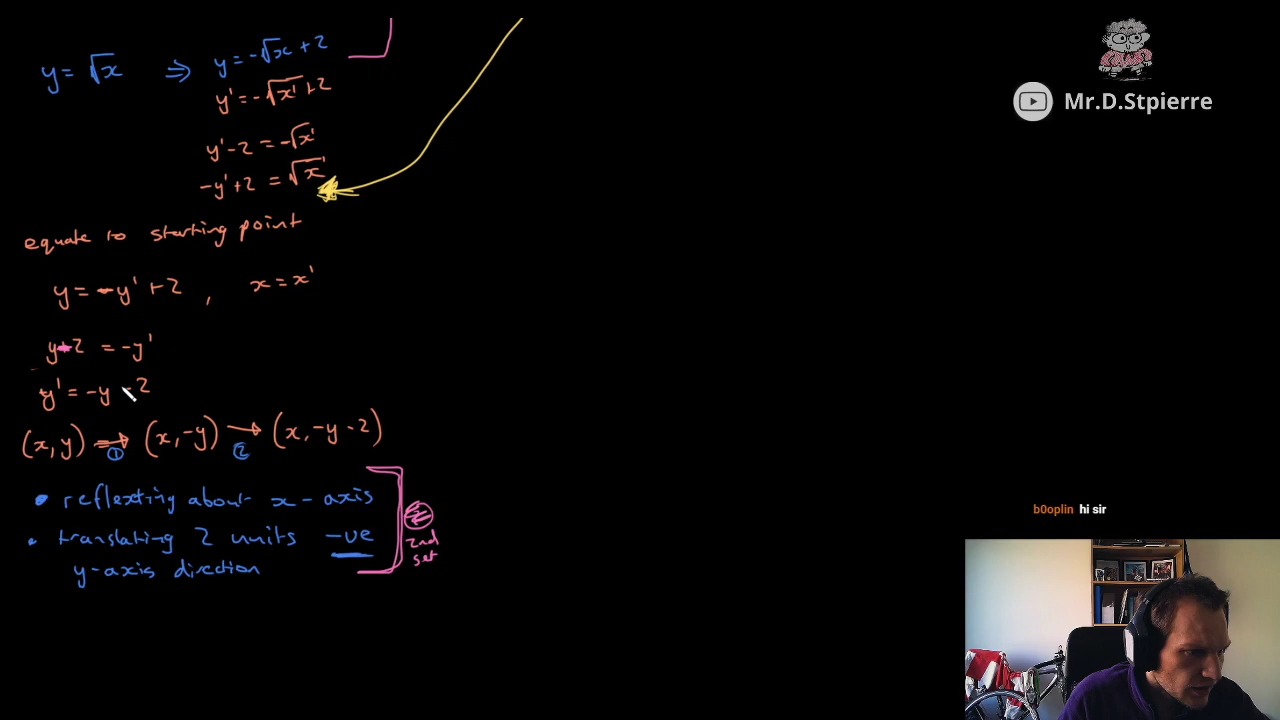 y = √x ⇒ y = -√x + 2
y' = -√x' + 2
y' - 2 = -√x'
-y' + 2 = √x'
equate to starting point
y = -y' + 2 , x = x'
y - 2 = -y'
y' = -y - 2
(x, y) ⇒ (x, -y) → (x, -y - 2)
① ②
• reflexting about x - axis
• translating 2 units -ve
y-axis direction
2nd
set
Mr.D.Stpierre
b0oplin hi sir